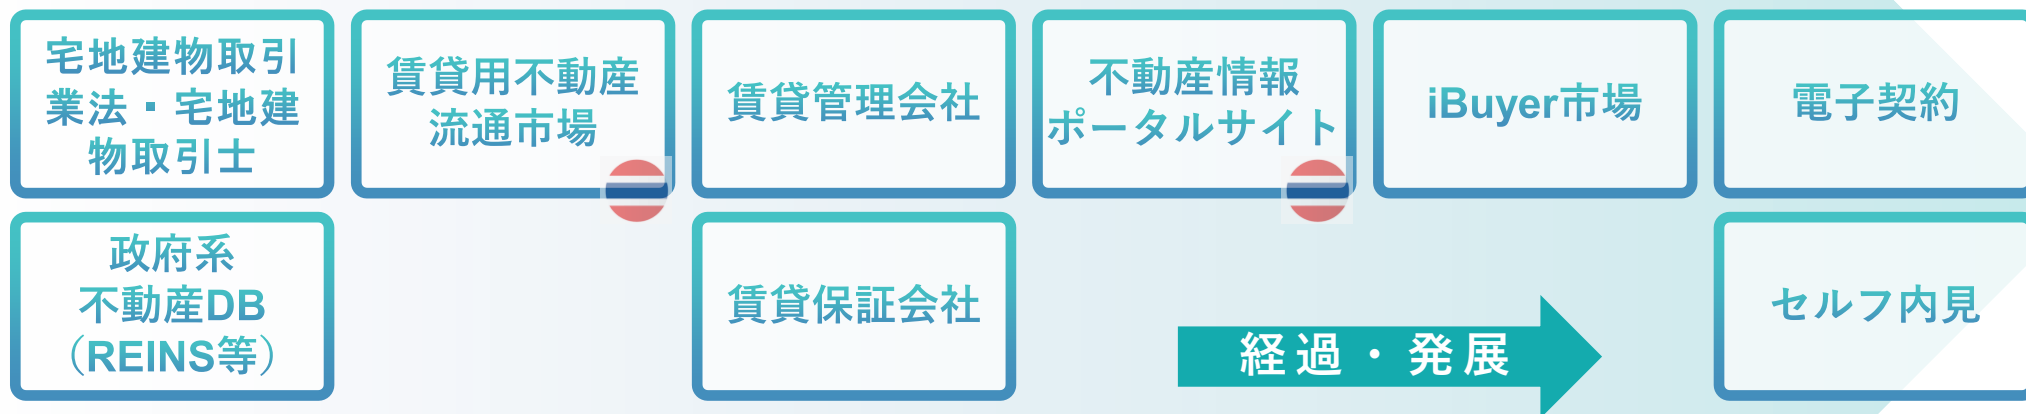 宅地建物取引
業法・宅地建
物取引士
賃貸用不動産
流通市場
賃貸管理会社
不動産情報
ポータルサイト
iBuyer市場
電子契約
政府系
不動産DB
（REINS等）
賃貸保証会社
経過・発展
セルフ内見